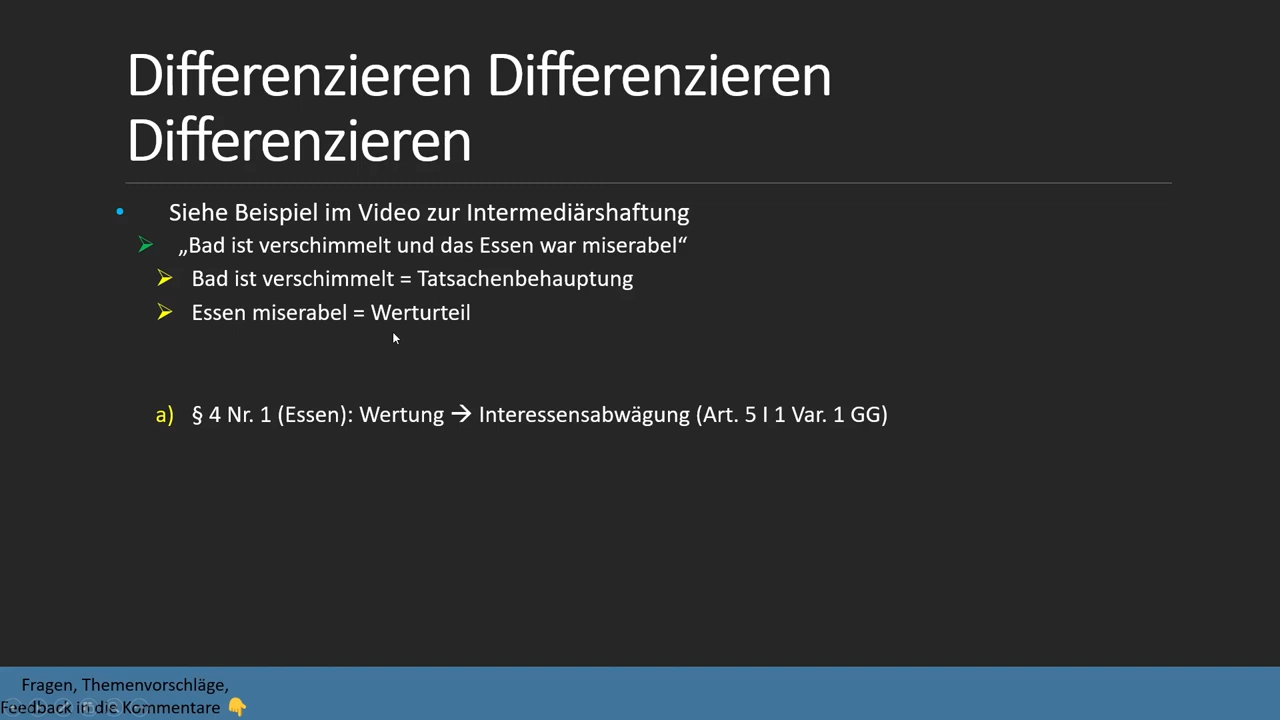 Differenzieren Differenzieren
Differenzieren
• Siehe Beispiel im Video zur Intermediärshaftung
➢ „Bad ist verschimmelt und das Essen war miserabel“
➢ Bad ist verschimmelt = Tatsachenbehauptung
➢ Essen miserabel = Werturteil
a) § 4 Nr. 1 (Essen): Wertung → Interessensabwägung (Art. 5 I 1 Var. 1 GG)
Fragen, Themenvorschläge,
Feedback in die Kommentare 👇